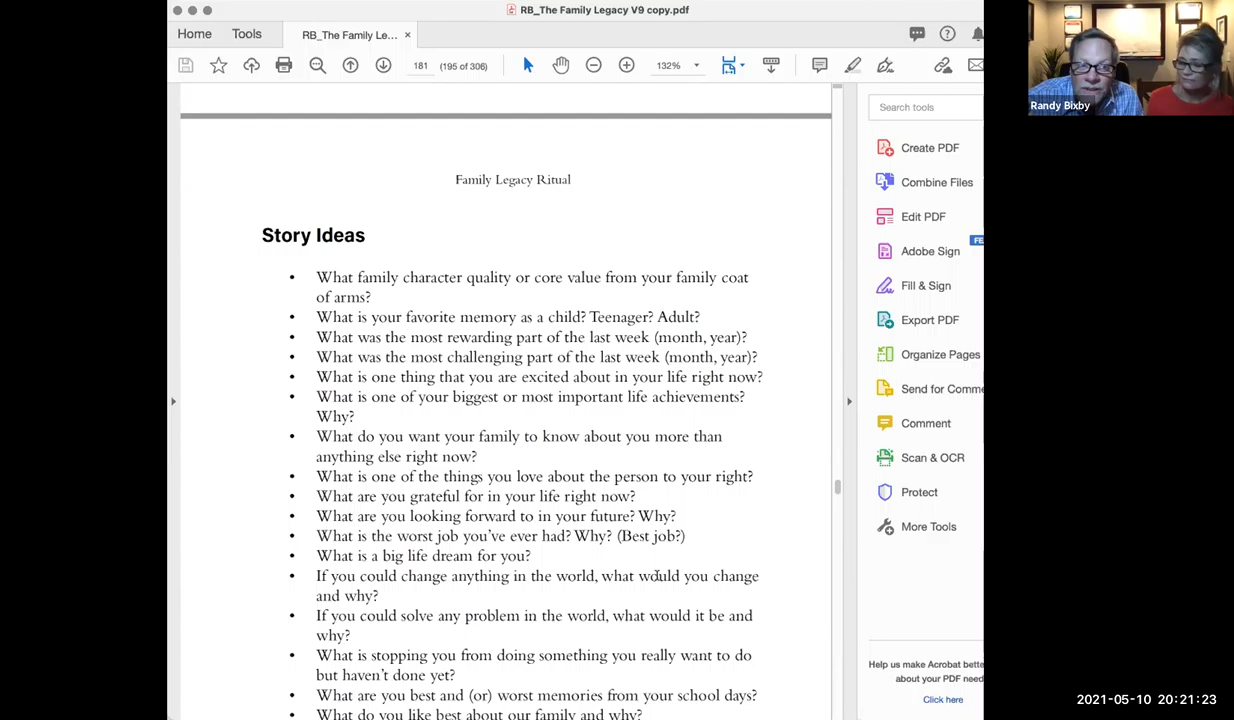 RB_The Family Legacy V9 copy.pdf
Home Tools RB_The Family Le... ×
181 (195 of 306) 132%
Search tools
Create PDF
Combine Files
Edit PDF
Adobe Sign
FE
Fill & Sign
Export PDF
Organize Pages
Send for Comme
Comment
Scan & OCR
Protect
More Tools
Help us make Acrobat bette
about your PDF need
Click here
Family Legacy Ritual
Story Ideas
• What family character quality or core value from your family coat
of arms?
• What is your favorite memory as a child? Teenager? Adult?
• What was the most rewarding part of the last week (month, year)?
• What was the most challenging part of the last week (month, year)?
• What is one thing that you are excited about in your life right now?
• What is one of your biggest or most important life achievements?
Why?
• What do you want your family to know about you more than
anything else right now?
• What is one of the things you love about the person to your right?
• What are you grateful for in your life right now?
• What are you looking forward to in your future? Why?
• What is the worst job you've ever had? Why? (Best job?)
• What is a big life dream for you?
• If you could change anything in the world, what would you change
and why?
• If you could solve any problem in the world, what would it be and
why?
• What is stopping you from doing something you really want to do
but haven't done yet?
• What are you best and (or) worst memories from your school days?
• What do you like best about our family and why?
Randy Bixby
2021-05-10 20:21:23